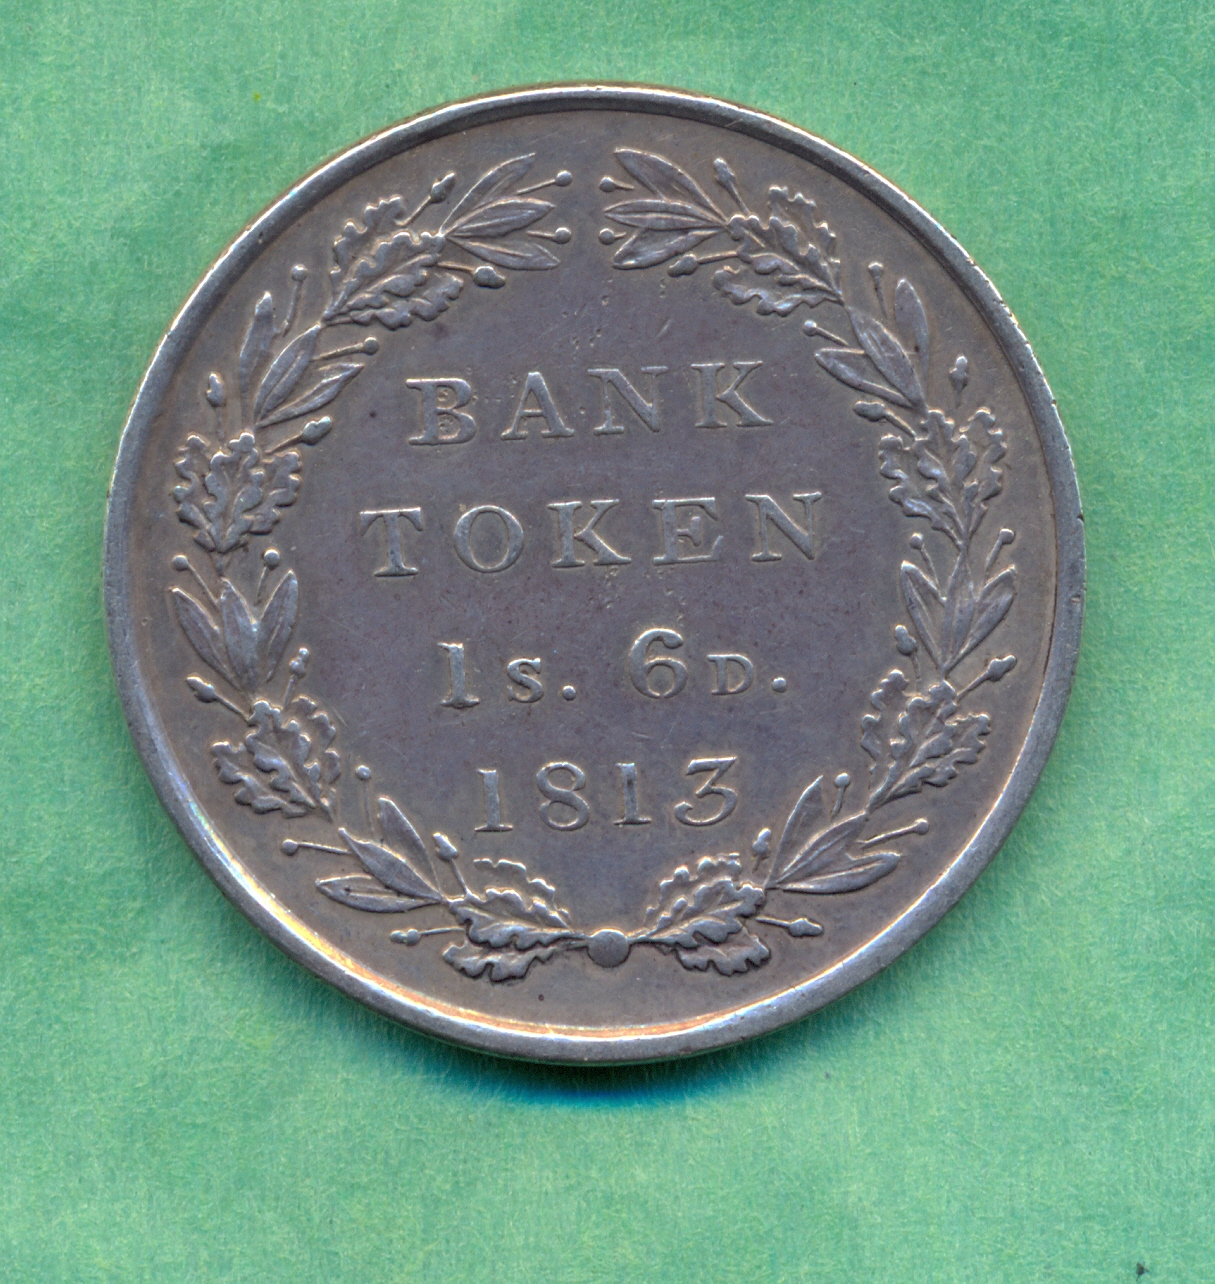 BANK
TOKEN
1S. 6D.
1813